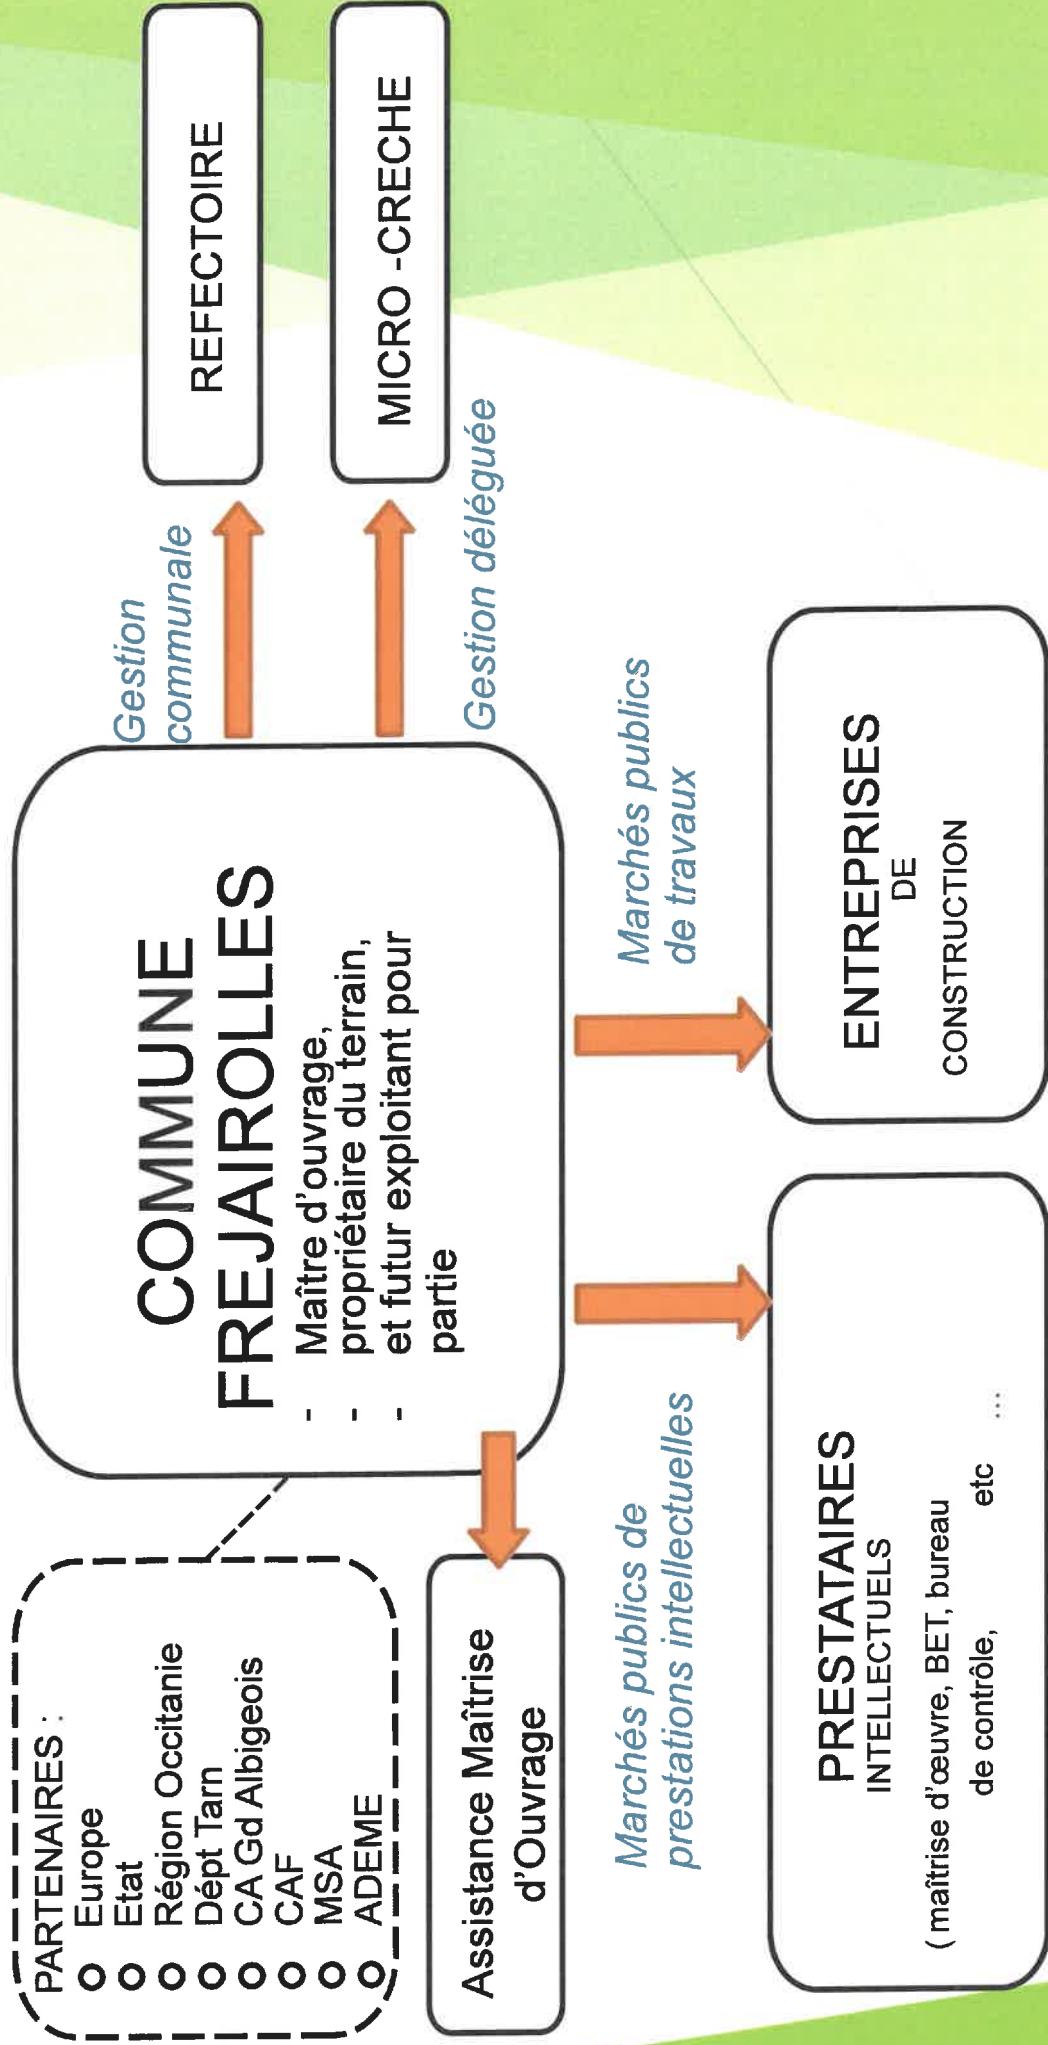 PARTENAIRES :
o Europe
o Etat
o Région Occitanie
o Dépt Tarn
o CA Gd Albigeois
o CAF
o MSA
o ADEME
COMMUNE
FREJAIROLLES
- Maître d'ouvrage,
- propriétaire du terrain,
- et futur exploitant pour
partie
Gestion
communale
REFECTOIRE
MICRO -CRECHE
Gestion déléguée
Assistance Maîtrise
d'Ouvrage
Marchés publics de
prestations intellectuelles
Marchés publics
de travaux
PRESTATAIRES
INTELLECTUELS
( maîtrise d'œuvre, BET, bureau
de contrôle, etc ...
ENTREPRISES
DE
CONSTRUCTION